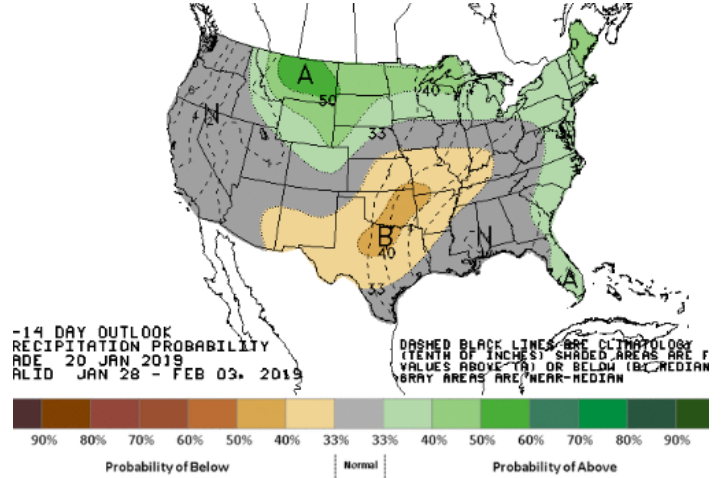 A
50
40
N
33
B
40
N
33
A
-14 DAY OUTLOOK
RECIPITATION PROBABILITY
ADE 20 JAN 2019
ALID JAN 28 - FEB 03, 2019
DASHED BLACK LINES ARE CLIMATOLOGY
(TENTH OF INCHES) SHADED AREAS ARE F
VALUES ABOVE (A) OR BELOW (B) MEDIAN
GRAY AREAS ARE NEAR-MEDIAN
90% 80% 70% 60% 50% 40% 33% 33% 40% 50% 60% 70% 80% 90%
Probability of Below Normal Probability of Above